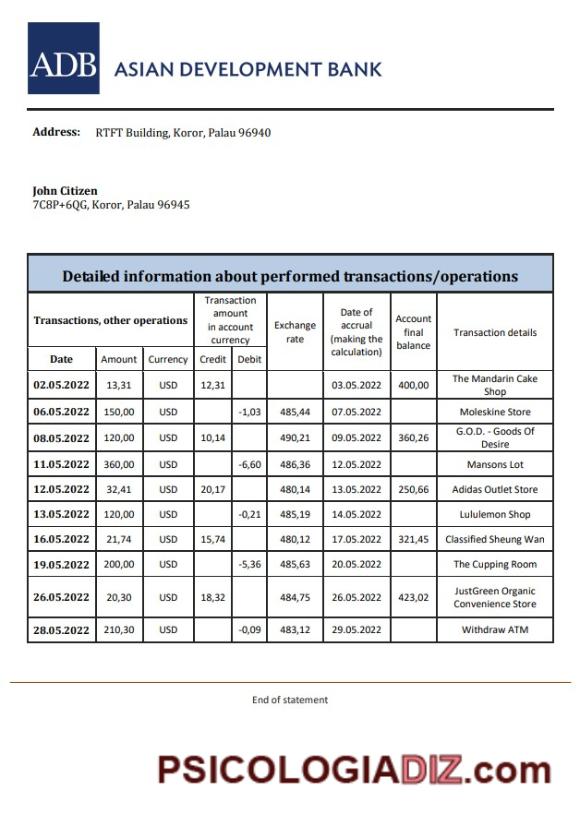 ADB
ASIAN DEVELOPMENT BANK
Address: RTFT Building, Koror, Palau 96940
John Citizen
7C8P+6QG, Koror, Palau 96945
Detailed information about performed transactions/operations
Transactions, other operations
Transaction amount in account currency
Exchange rate
Date of accrual (making the calculation)
Account final balance
Transaction details
Date Amount Currency Credit Debit
02.05.2022 13,31 USD 12,31 03.05.2022 400,00 The Mandarin Cake Shop
06.05.2022 150,00 USD -1,03 485,44 07.05.2022 Moleskine Store
08.05.2022 120,00 USD 10,14 490,21 09.05.2022 360,26 G.O.D. - Goods Of Desire
11.05.2022 360,00 USD -6,60 486,36 12.05.2022 Mansons Lot
12.05.2022 32,41 USD 20,17 480,14 13.05.2022 250,66 Adidas Outlet Store
13.05.2022 120,00 USD -0,21 485,19 14.05.2022 Lululemon Shop
16.05.2022 21,74 USD 15,74 480,12 17.05.2022 321,45 Classified Sheung Wan
19.05.2022 200,00 USD -5,36 485,63 20.05.2022 The Cupping Room
26.05.2022 20,30 USD 18,32 484,75 26.05.2022 423,02 JustGreen Organic Convenience Store
28.05.2022 210,30 USD -0,09 483,12 29.05.2022 Withdraw ATM
End of statement
PSICOLOGIADIZ.com